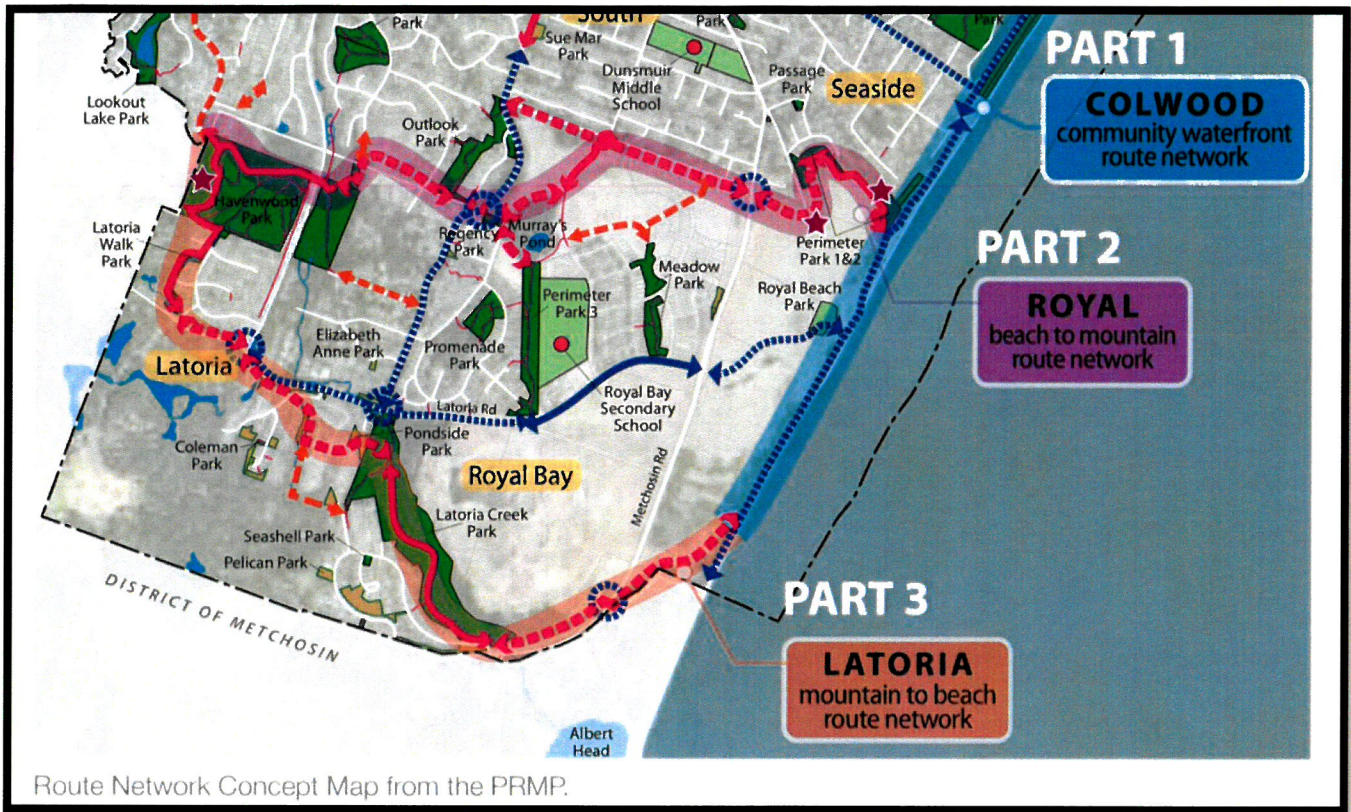 South
Park
Park
Park
Sue Mar
Park
Dunsmuir
Middle
School
Passage
Park
Seaside
PART 1
COLWOOD
community waterfront
route network
Lookout
Lake Park
Outlook
Park
Havenwood
Park
Latoria
Walk
Park
Regency
Park
Murray's
Pond
Perimeter
Park 1&2
PART 2
ROYAL
beach to mountain
route network
Meadow
Park
Royal Beach
Park
Perimeter
Park 3
Elizabeth
Anne Park
Promenade
Park
Latoria
Latoria Rd
Royal Bay
Secondary
School
Pondside
Park
Coleman
Park
Royal Bay
Metchosin Rd
Latoria Creek
Park
Seashell Park
Pelican Park
DISTRICT OF METCHOSIN
PART 3
LATORIA
mountain to beach
route network
Albert
Head
Route Network Concept Map from the PRMP.